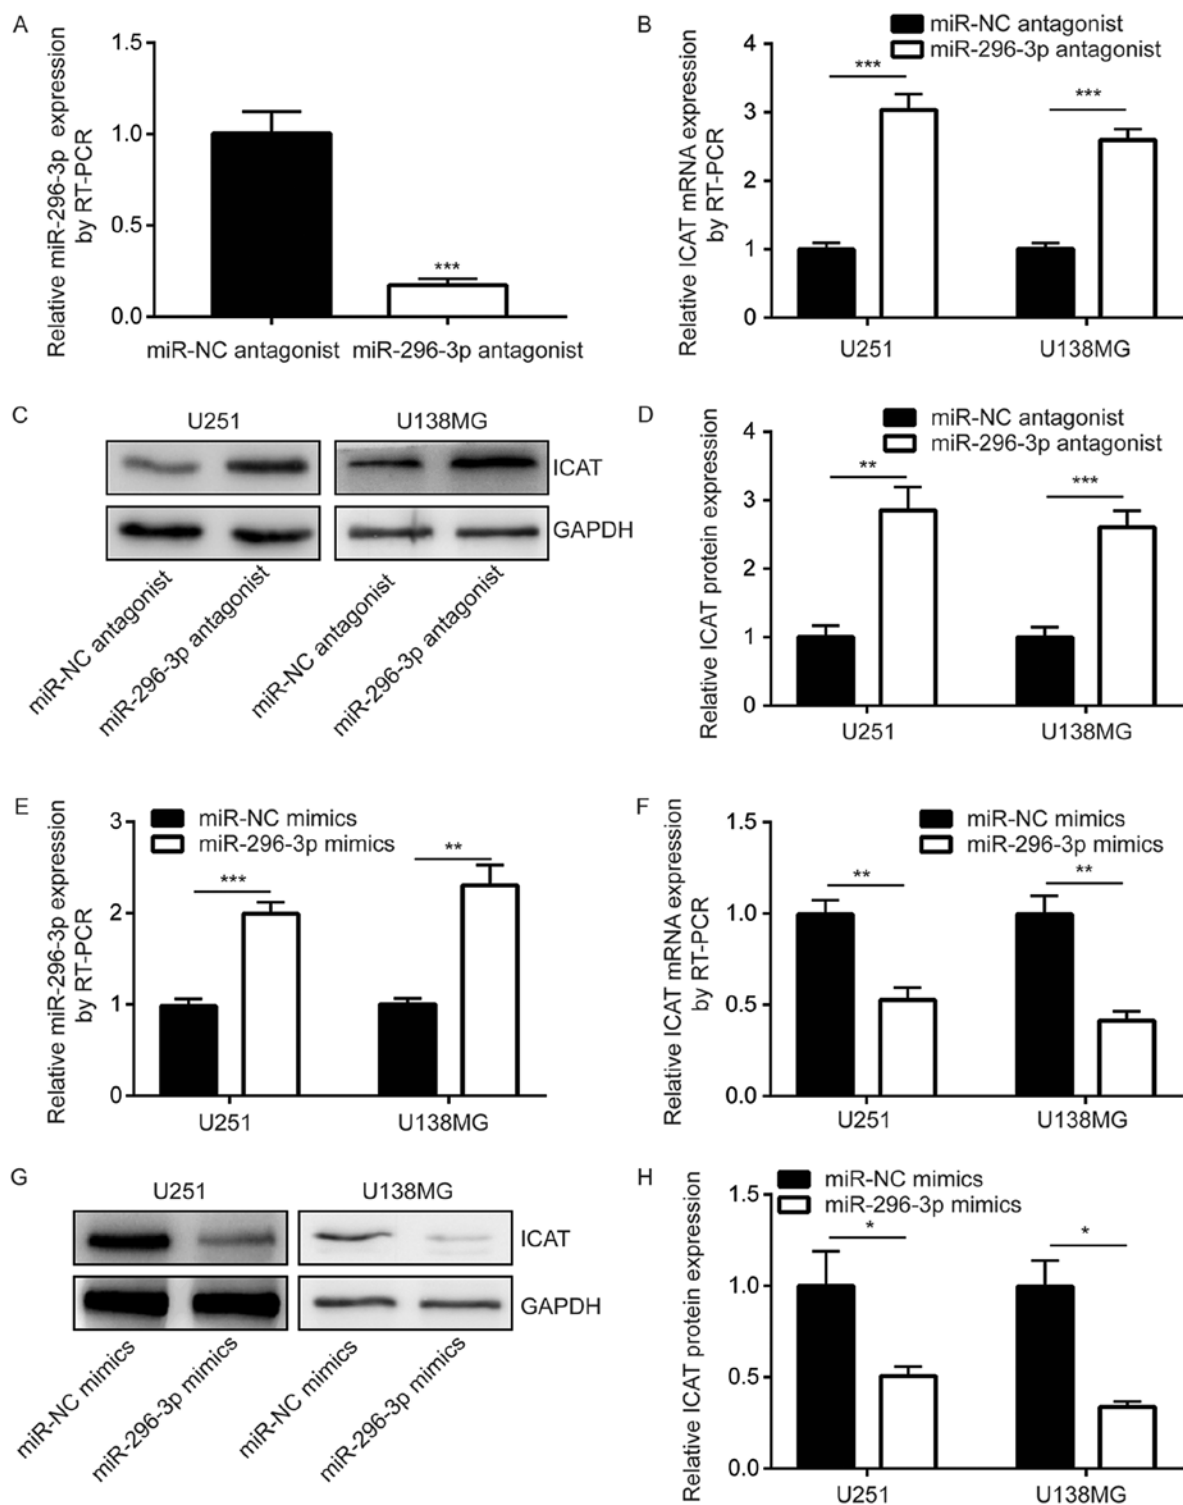 A
Relative miR-296-3p expression
by RT-PCR
1.5
1.0
0.5
0.0
***
miR-NC antagonist
miR-296-3p antagonist
B
miR-NC antagonist
miR-296-3p antagonist
Relative ICAT mRNA expression
by RT-PCR
4
3
2
1
0
***
***
U251
U138MG
C
U251
U138MG
ICAT
GAPDH
miR-NC antagonist
miR-296-3p antagonist
miR-NC antagonist
miR-296-3p antagonist
D
miR-NC antagonist
miR-296-3p antagonist
Relative ICAT protein expression
4
3
2
1
0
**
***
U251
U138MG
E
miR-NC mimics
miR-296-3p mimics
Relative miR-296-3p expression
by RT-PCR
3
2
1
0
***
**
U251
U138MG
F
miR-NC mimics
miR-296-3p mimics
Relative ICAT mRNA expression
by RT-PCR
1.5
1.0
0.5
0.0
**
**
U251
U138MG
G
U251
U138MG
ICAT
GAPDH
miR-NC mimics
miR-296-3p mimics
miR-NC mimics
miR-296-3p mimics
H
miR-NC mimics
miR-296-3p mimics
Relative ICAT protein expression
1.5
1.0
0.5
0.0
*
*
U251
U138MG